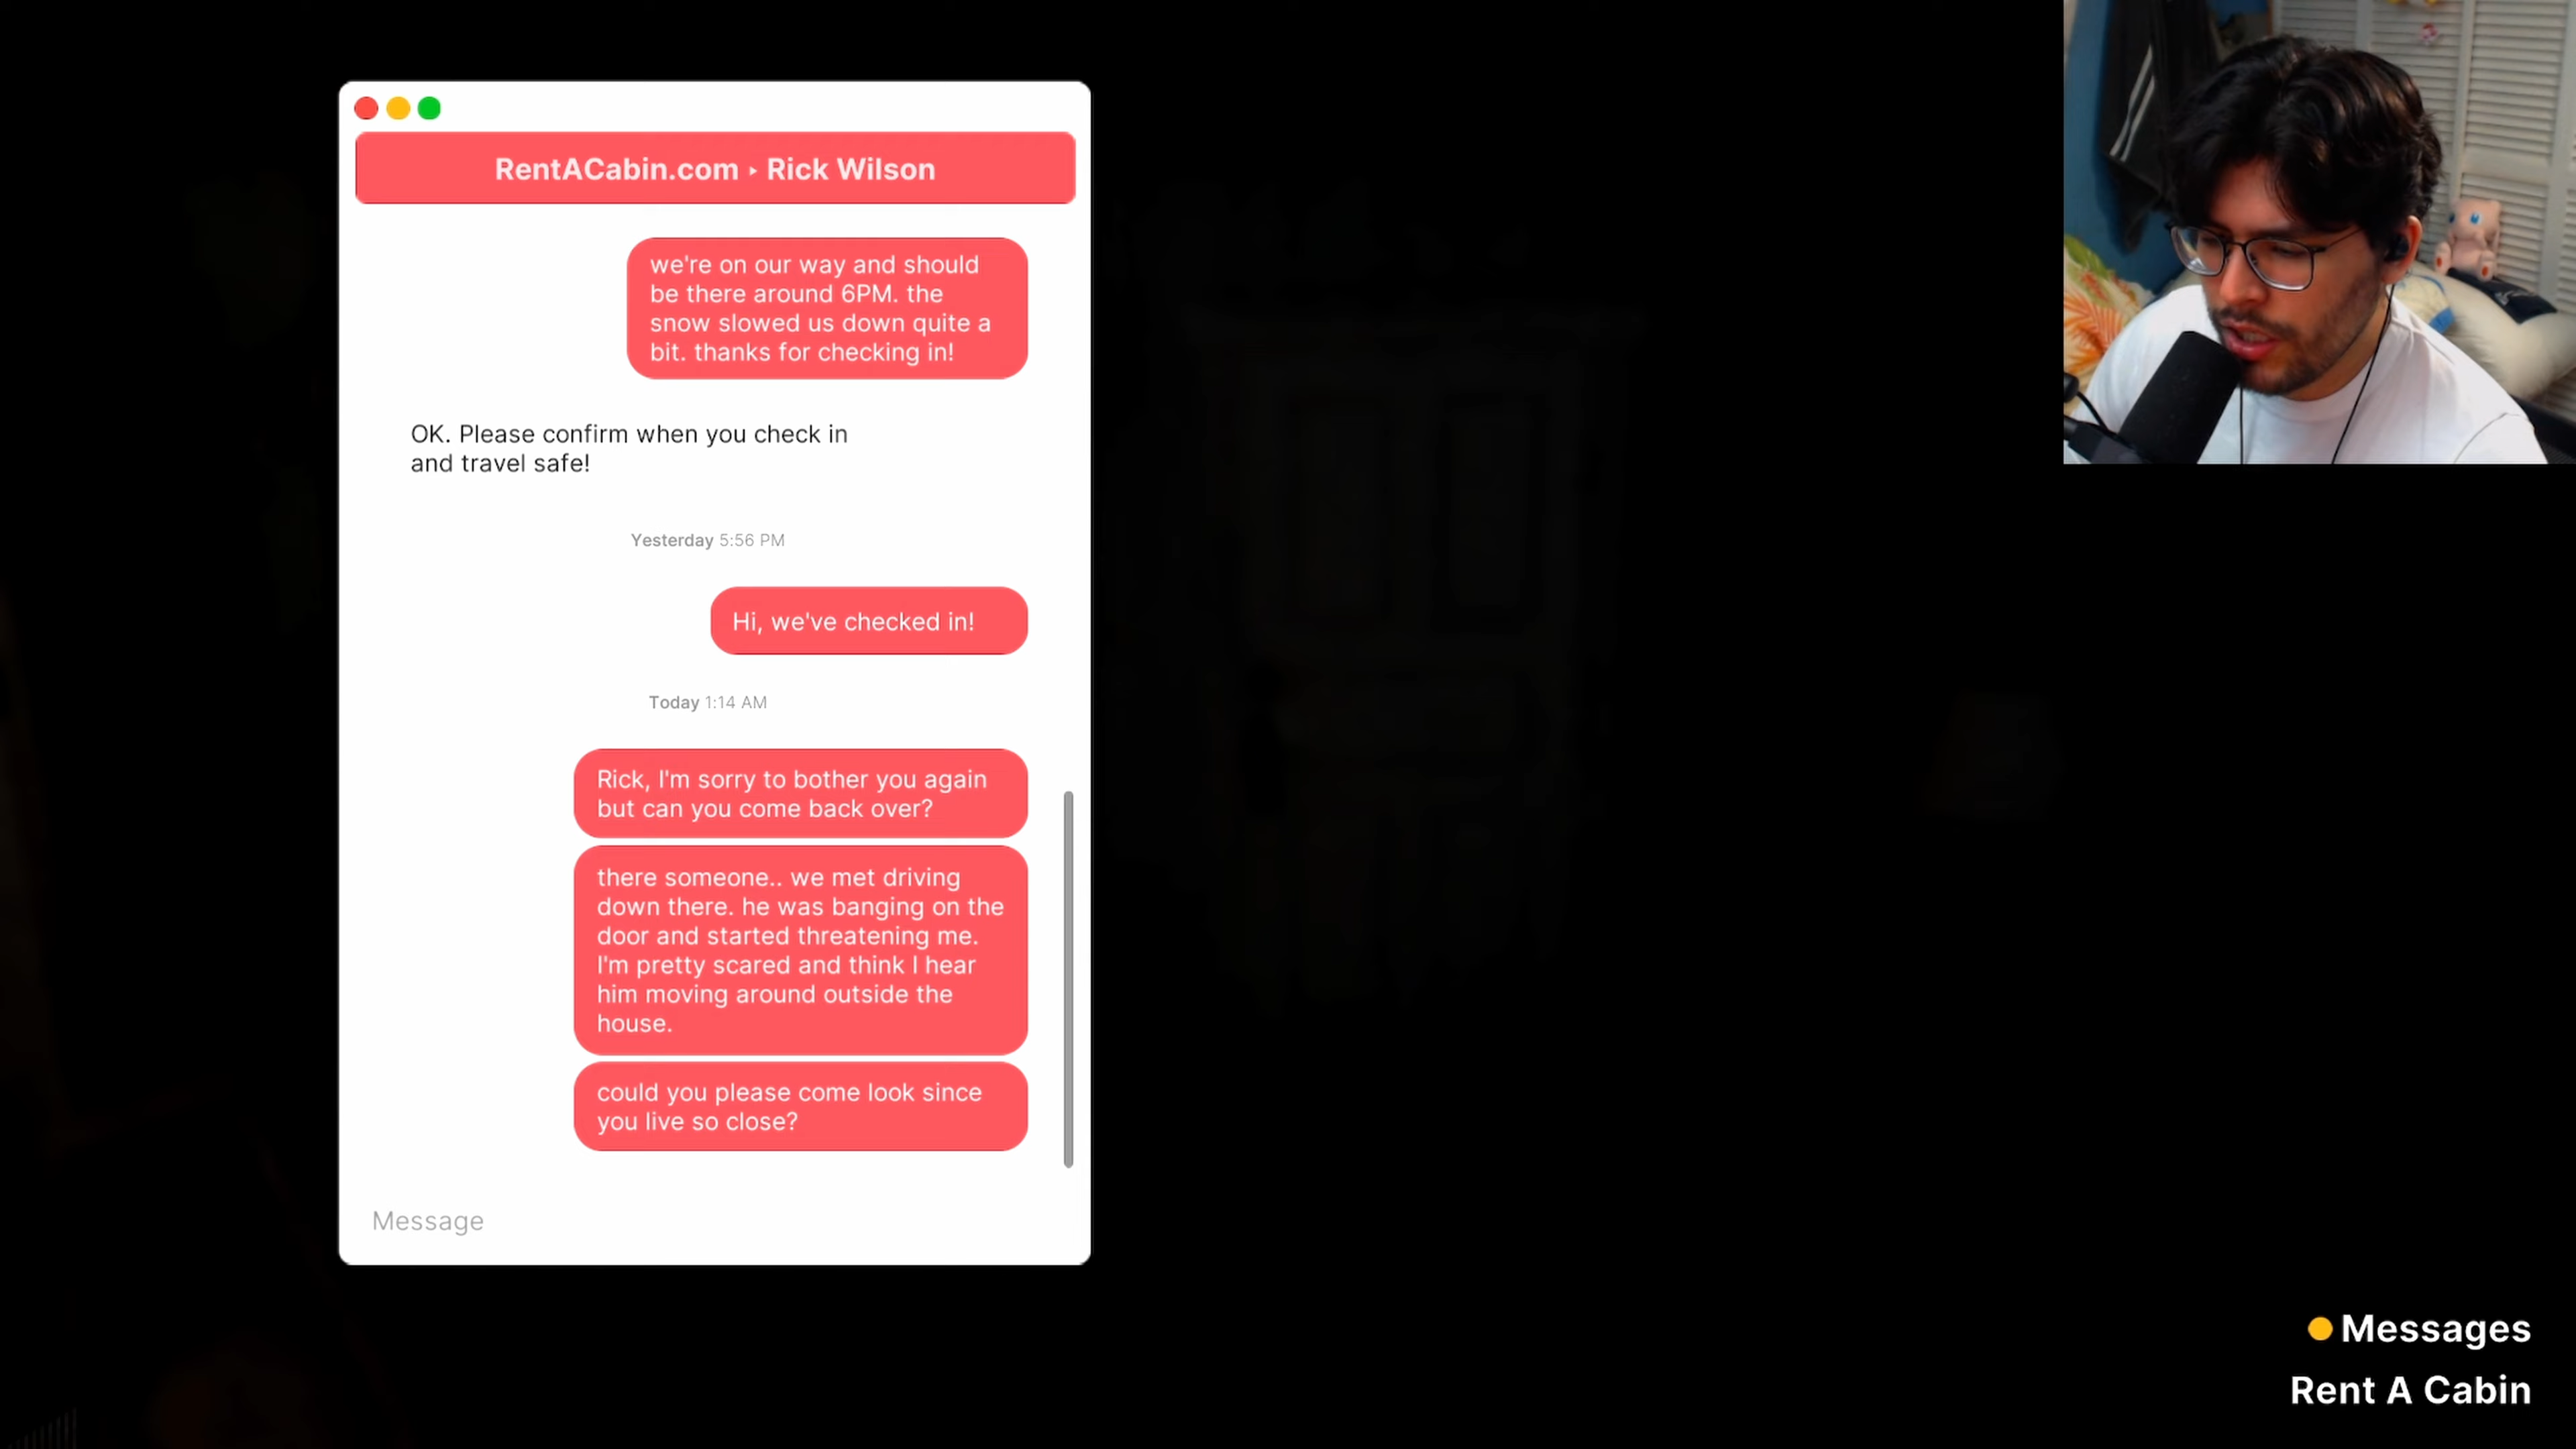 RentACabin.com ‣ Rick Wilson
we're on our way and should
be there around 6PM. the
snow slowed us down quite a
bit. thanks for checking in!
OK. Please confirm when you check in
and travel safe!
Yesterday 5:56 PM
Hi, we've checked in!
Today 1:14 AM
Rick, I'm sorry to bother you again
but can you come back over?
there someone.. we met driving
down there. he was banging on the
door and started threatening me.
I'm pretty scared and think I hear
him moving around outside the
house.
could you please come look since
you live so close?
Message
Messages
Rent A Cabin